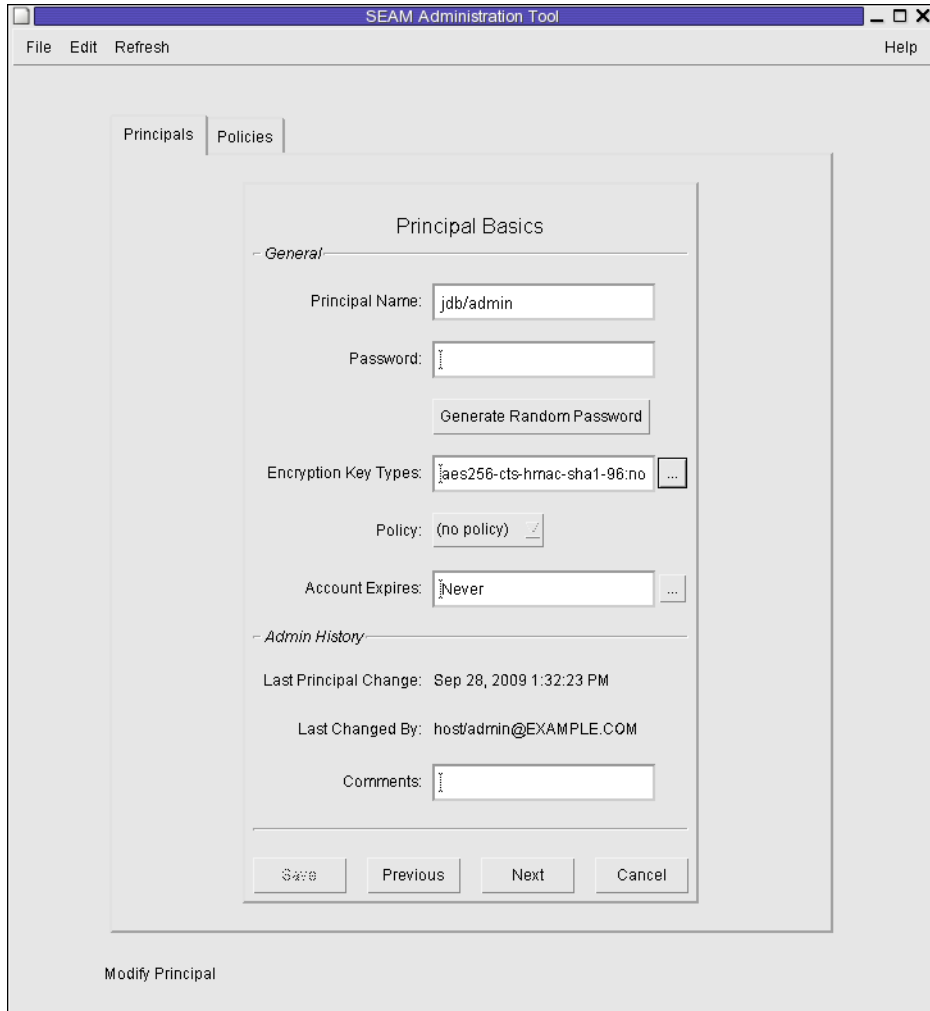 SEAM Administration Tool
File Edit Refresh Help
Principals Policies
Principal Basics
General
Principal Name: jdb/admin
Password:
Generate Random Password
Encryption Key Types: aes256-cts-hmac-sha1-96:no ...
Policy: (no policy)
Account Expires: Never ...
Admin History
Last Principal Change: Sep 28, 2009 1:32:23 PM
Last Changed By: host/admin@EXAMPLE.COM
Comments:
Save Previous Next Cancel
Modify Principal